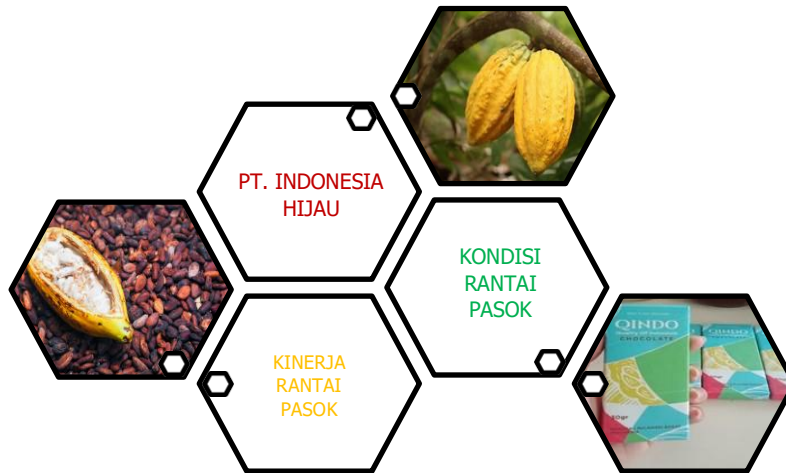 PT. INDONESIA
HIJAU
KONDISI
RANTAI
PASOK
KINERJA
RANTAI
PASOK
QINDO
CHOCOLATE